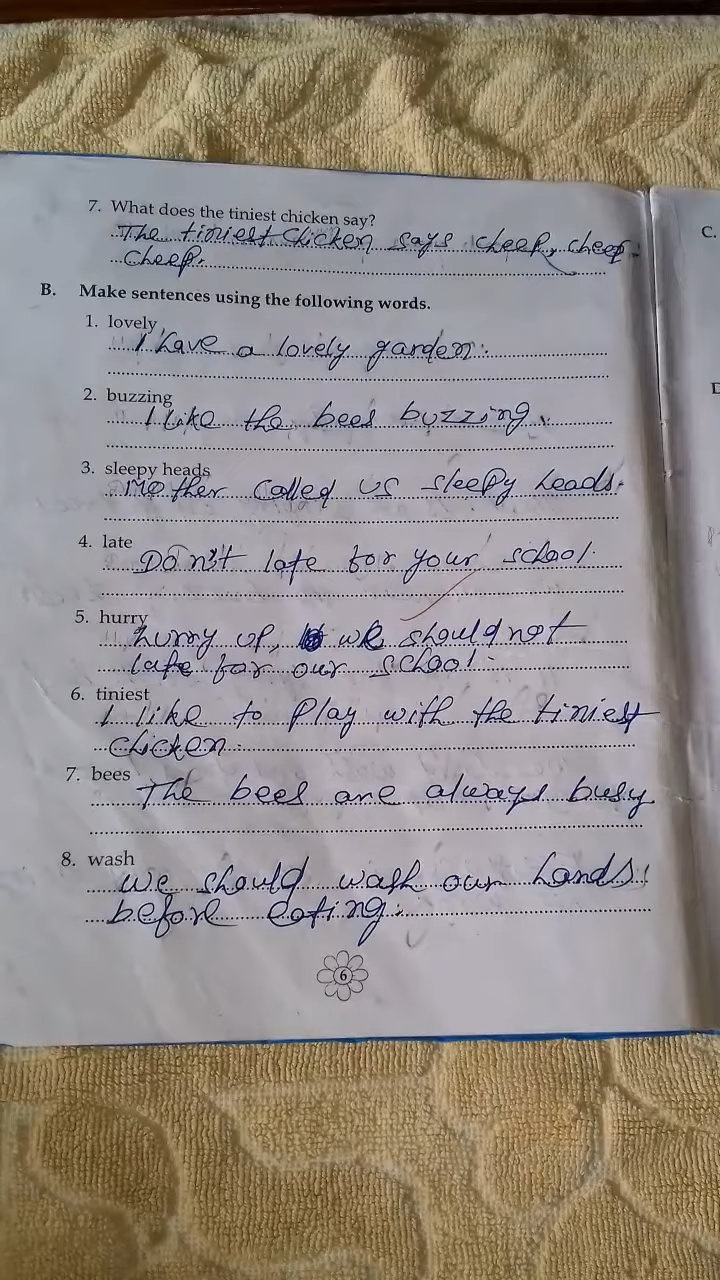 7. What does the tiniest chicken say?
The tiniest chicken says cheep, cheep.
cheep.
B. Make sentences using the following words.
1. lovely
I have a lovely garden.
2. buzzing
I like the bees buzzing.
3. sleepy heads
Mother called us sleepy heads.
4. late
Don't late for your school.
5. hurry
hurry up, we should not
late for our school.
6. tiniest
I like to play with the tiniest
chicken.
7. bees
The bees are always busy
8. wash
we should wash our hands
before eating.
6
C.